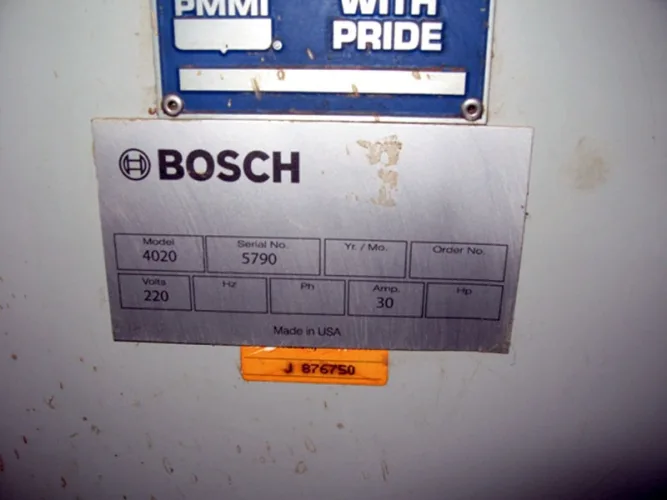 PMMI
WITH
PRIDE
®
BOSCH
Model
4020
Serial No.
5790
Yr. / Mo.
Order No.
Volts
220
Hz
Ph
Amp.
30
Hp
Made in USA
J 876750